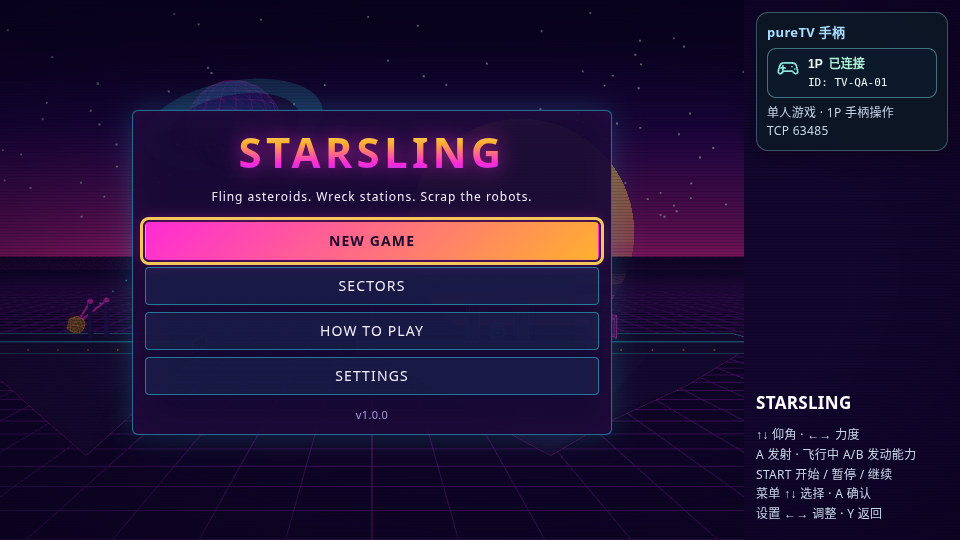 STARSLING
Fling asteroids. Wreck stations. Scrap the robots.
NEW GAME
SECTORS
HOW TO PLAY
SETTINGS
v1.0.0
pureTV 手柄
1P 已连接
ID: TV-QA-01
单人游戏 · 1P 手柄操作
TCP 63485
STARSLING
↑↓ 仰角 · ←→ 力度
A 发射 · 飞行中 A/B 发动能力
START 开始 / 暂停 / 继续
菜单 ↑↓ 选择 · A 确认
设置 ←→ 调整 · Y 返回